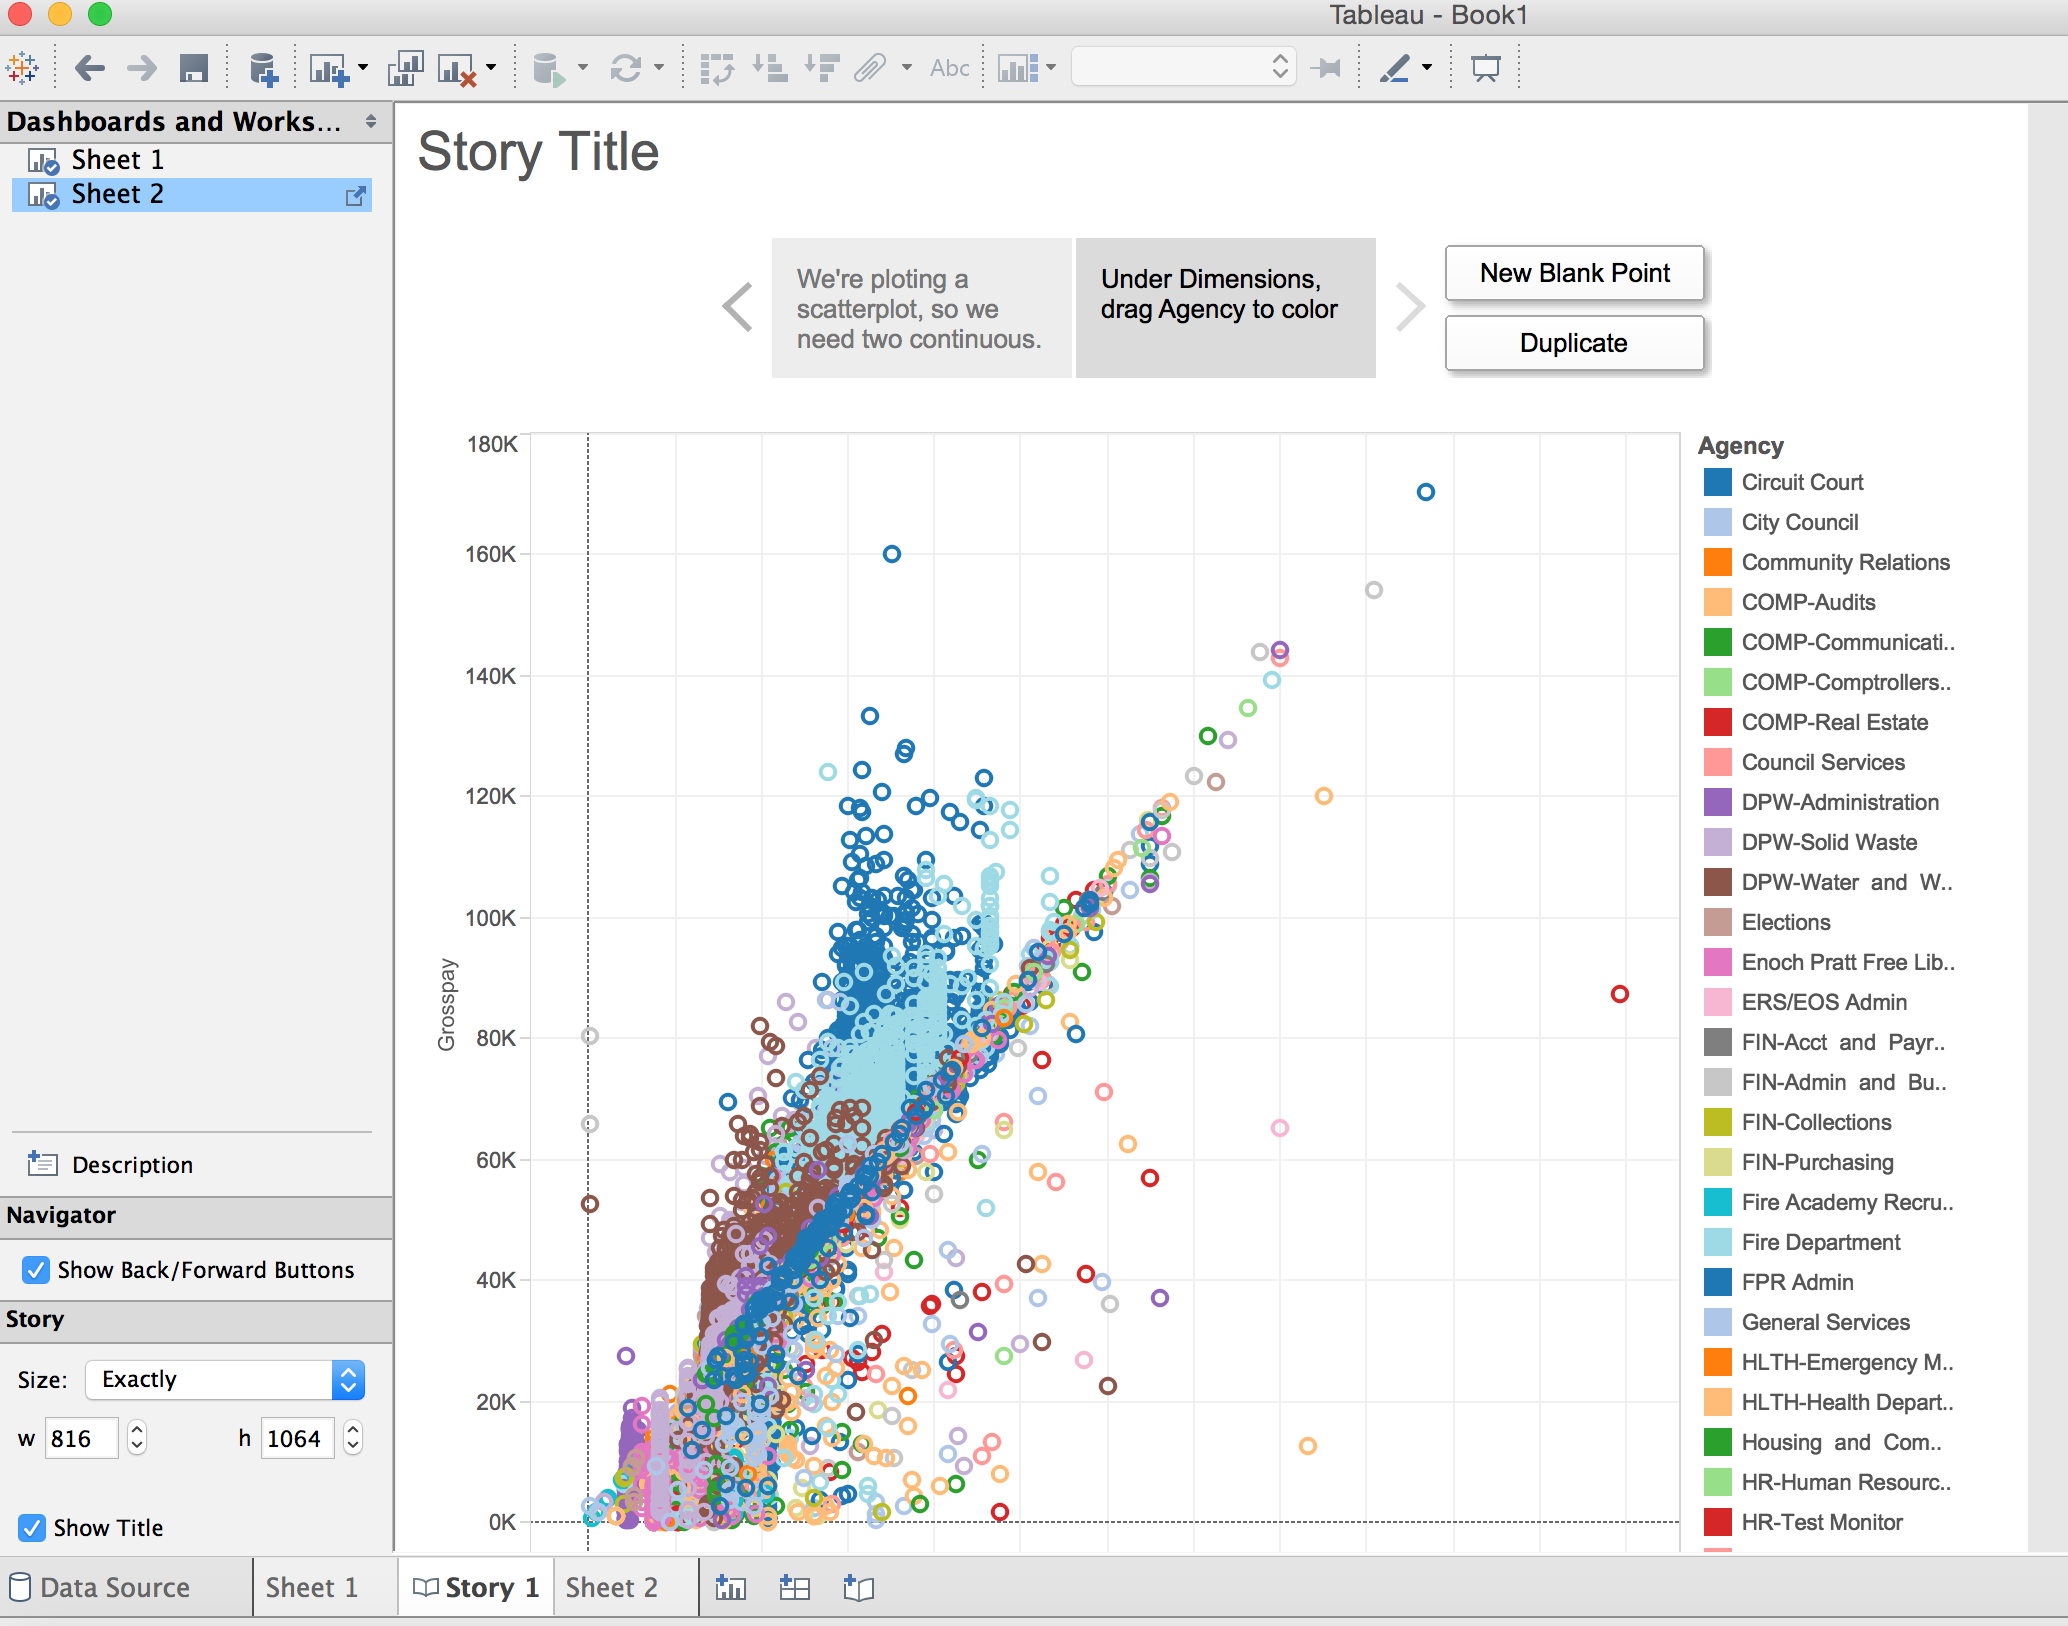 Tableau - Book1
Abc
Dashboards and Works...
Sheet 1
Sheet 2
Description
Navigator
Show Back/Forward Buttons
Story
Size: Exactly
w 816 h 1064
Show Title
Story Title
We're ploting a
scatterplot, so we
need two continuous.
Under Dimensions,
drag Agency to color
New Blank Point
Duplicate
180K
160K
140K
120K
100K
80K
60K
40K
20K
0K
Grosspay
Agency
Circuit Court
City Council
Community Relations
COMP-Audits
COMP-Communicati..
COMP-Comptrollers..
COMP-Real Estate
Council Services
DPW-Administration
DPW-Solid Waste
DPW-Water and W..
Elections
Enoch Pratt Free Lib..
ERS/EOS Admin
FIN-Acct and Payr..
FIN-Admin and Bu..
FIN-Collections
FIN-Purchasing
Fire Academy Recru..
Fire Department
FPR Admin
General Services
HLTH-Emergency M..
HLTH-Health Depart..
Housing and Com..
HR-Human Resourc..
HR-Test Monitor
Data Source
Sheet 1
Story 1
Sheet 2